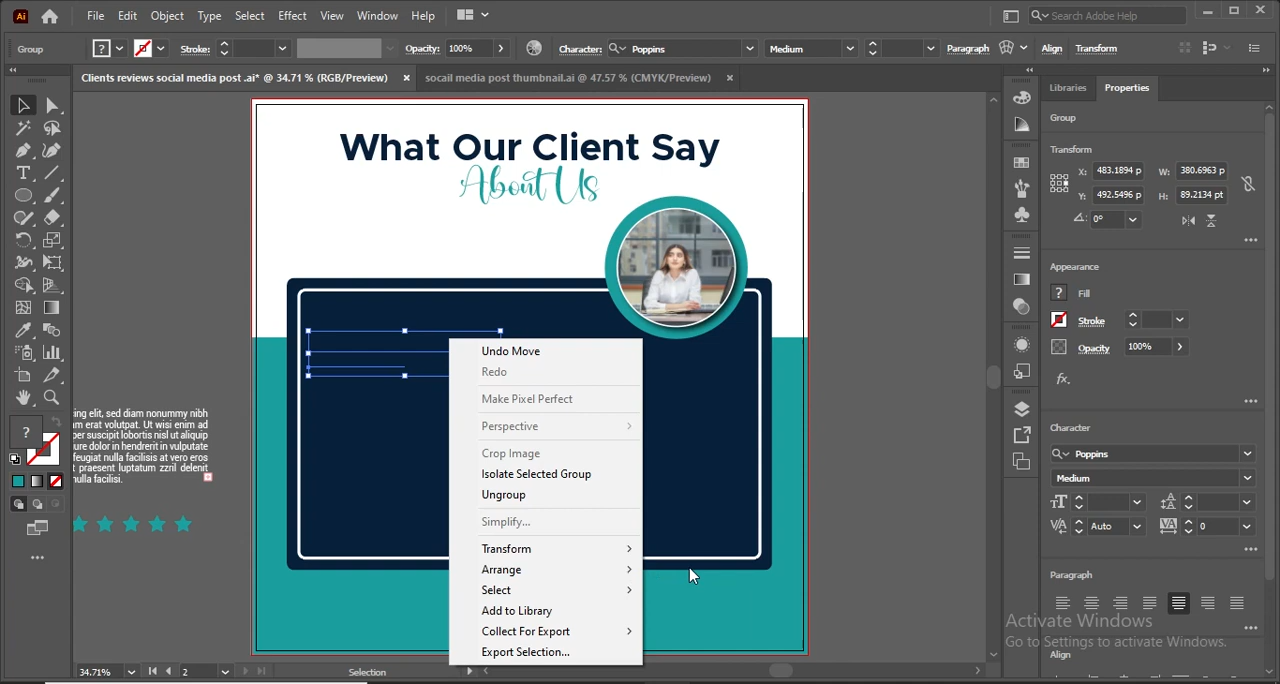 Ai
File Edit Object Type Select Effect View Window Help
Search Adobe Help
Group
?
Stroke:
Opacity: 100%
Character: Poppins
Medium
Paragraph
Align
Transform
Clients reviews social media post .ai* @ 34.71 % (RGB/Preview) ×
socail media post thumbnail.ai @ 47.57 % (CMYK/Preview) ×
What Our Client Say
About Us
ing elit, sed diam nonummy nibh
m erat volutpat. Ut wisi enim ad
per suscipit lobortis nisl ut aliquip
ure dolor in hendrerit in vulputate
feugiat nulla facilisis at vero eros
t praesent luptatum zzril delenit
nulla facilisi.
?
Undo Move
Redo
Make Pixel Perfect
Perspective
Crop Image
Isolate Selected Group
Ungroup
Simplify...
Transform
Arrange
Select
Add to Library
Collect For Export
Export Selection...
Libraries
Properties
Group
Transform
X: 483.1894 p
W: 380.6963 p
Y: 492.5496 p
H: 89.2134 pt
0°
Appearance
? Fill
Stroke
Opacity 100%
fx.
Character
Poppins
Medium
Auto
0
Paragraph
Activate Windows
Go to Settings to activate Windows.
Align
34.71%
2
Selection